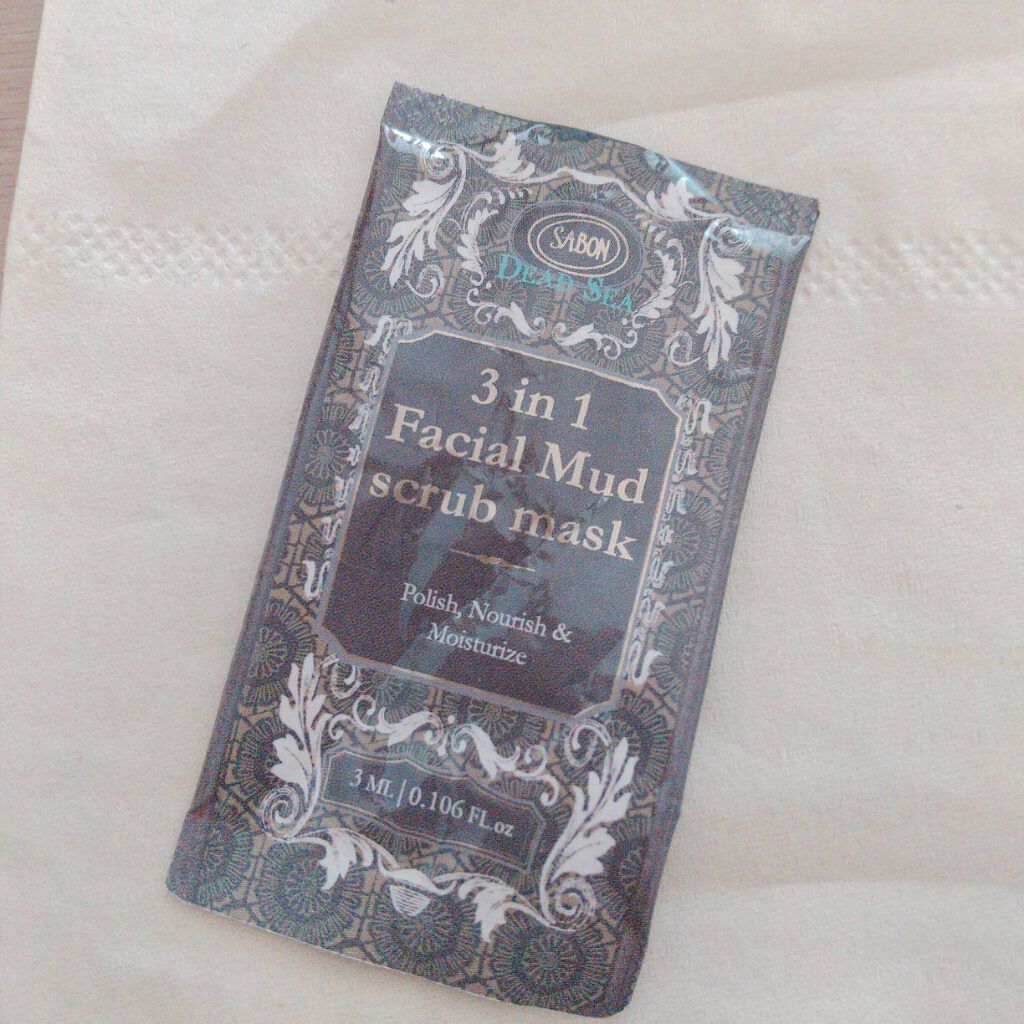 SABON
DEAD SEA
3 in 1
Facial Mud
scrub mask
Polish, Nourish &
Moisturize
3 ML | 0.106 FL.oz